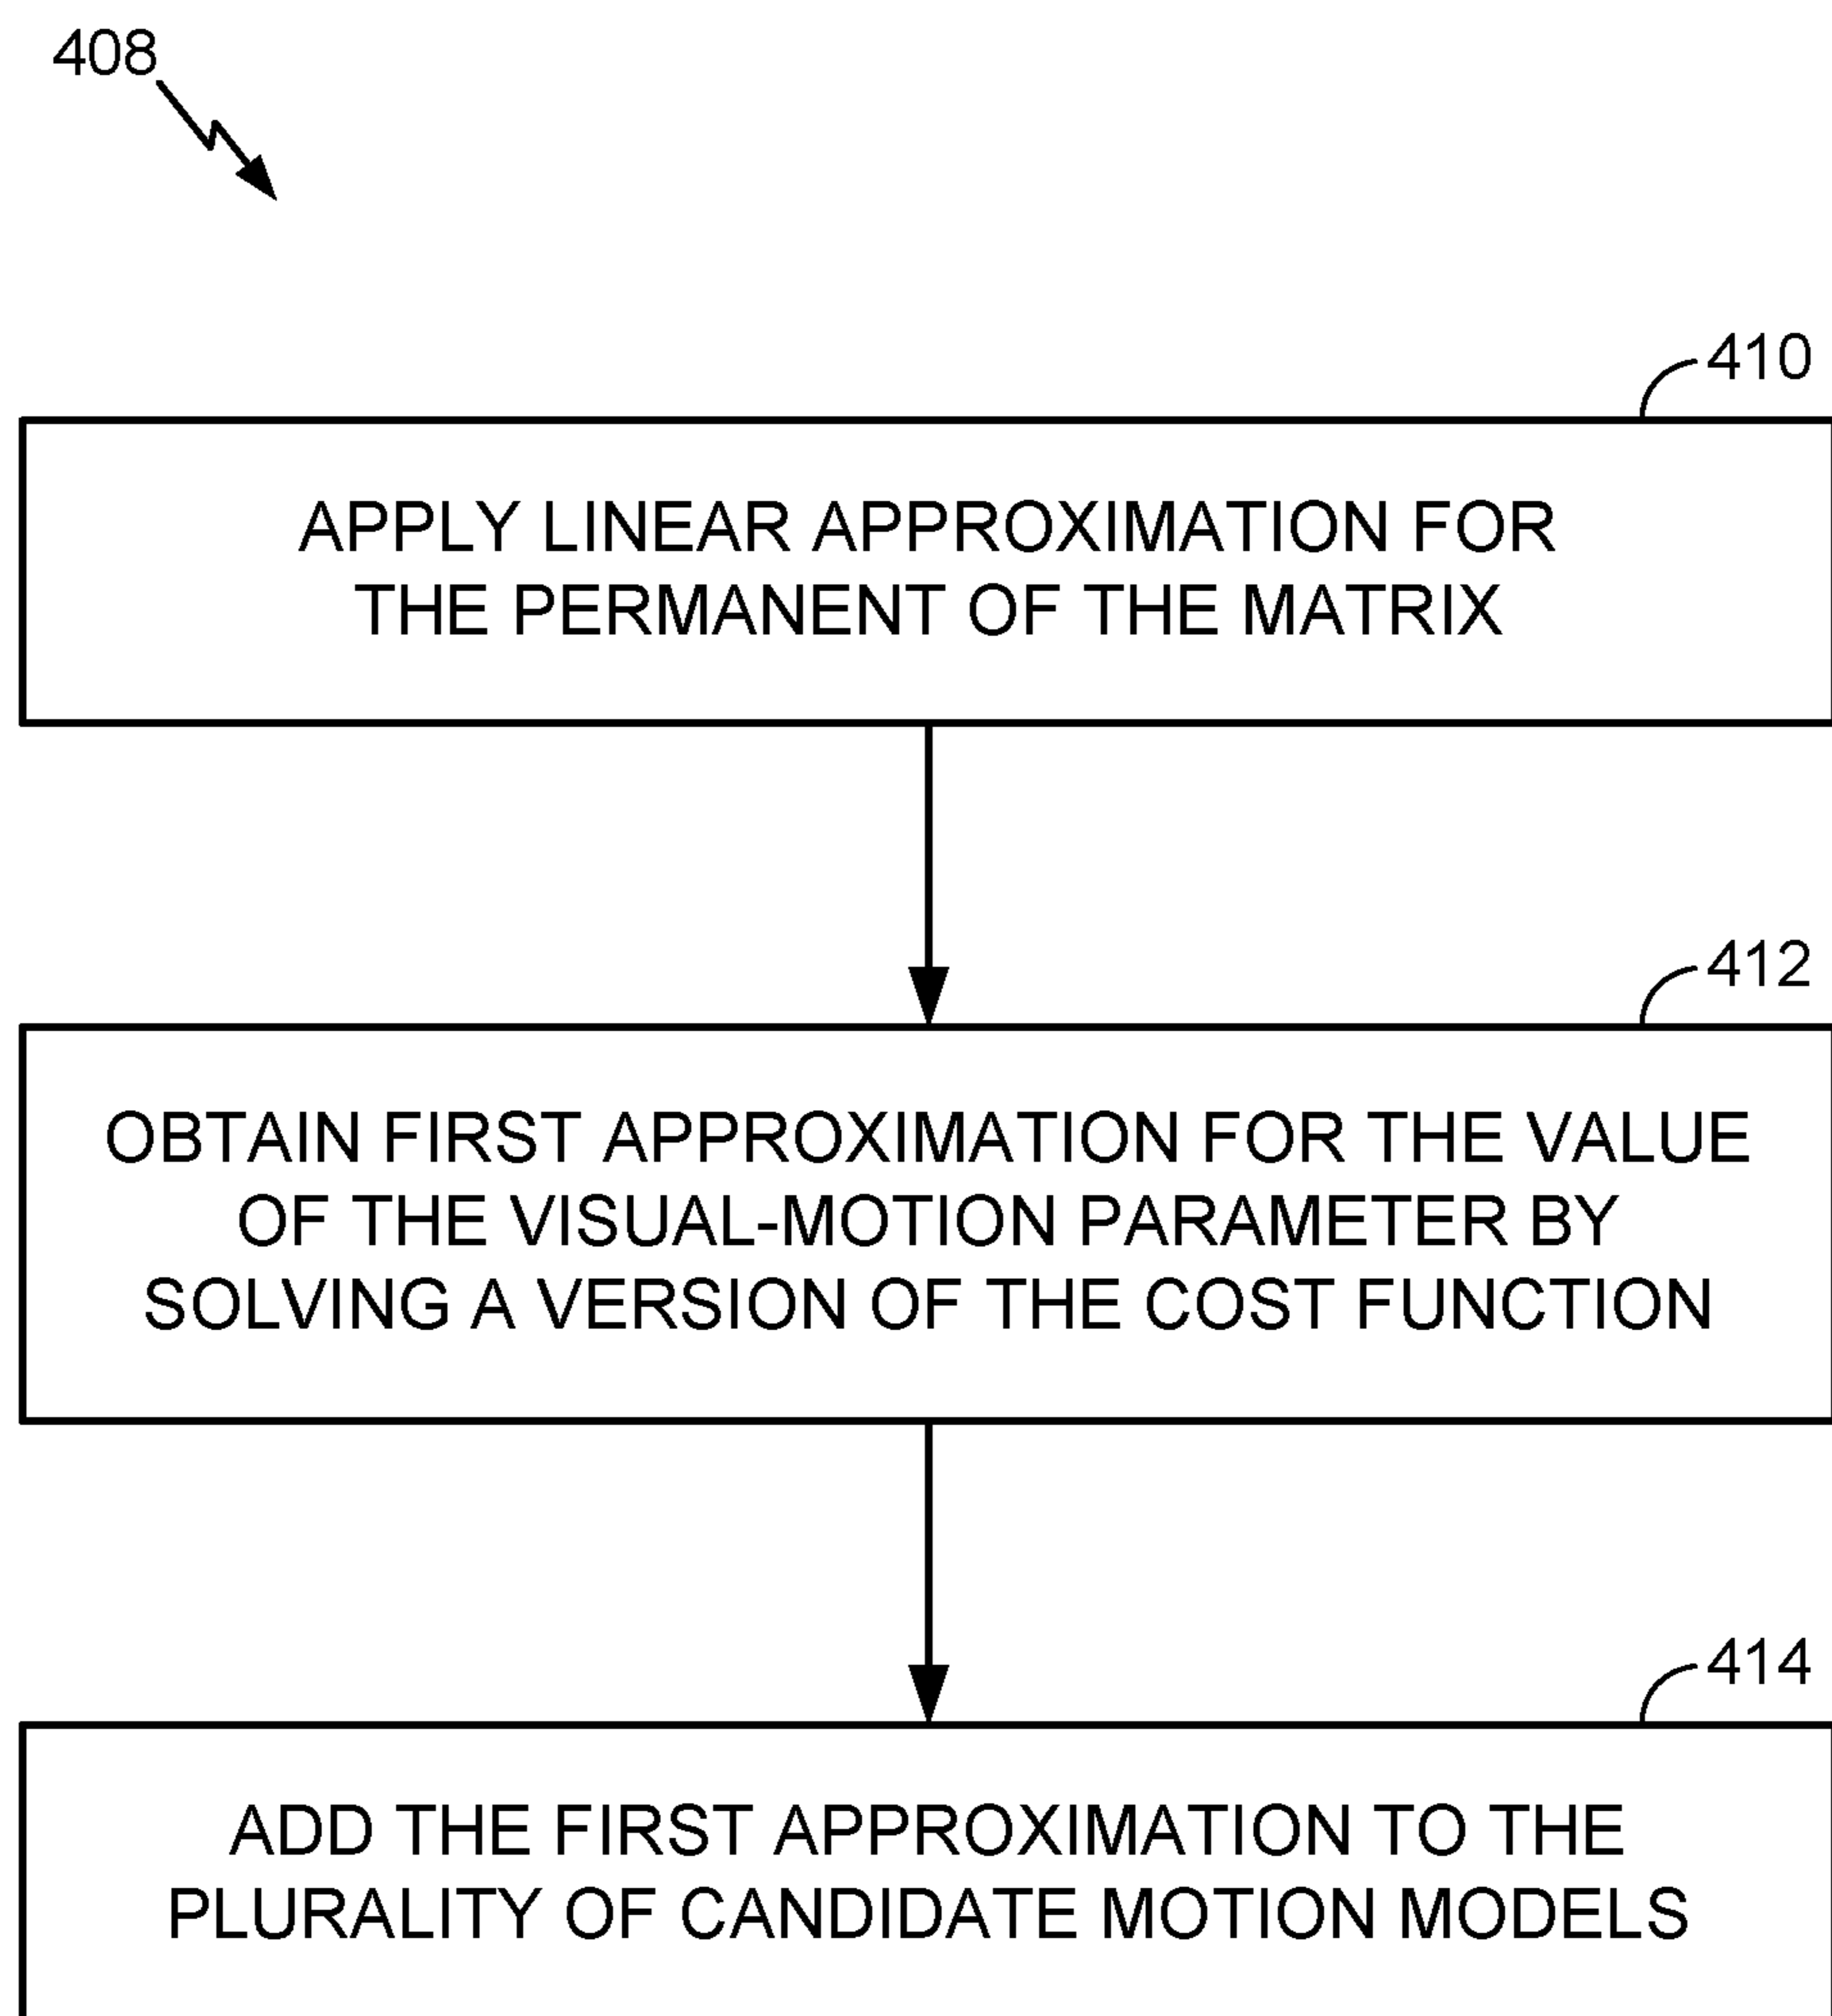 408
410
APPLY LINEAR APPROXIMATION FOR
THE PERMANENT OF THE MATRIX
412
OBTAIN FIRST APPROXIMATION FOR THE VALUE
OF THE VISUAL-MOTION PARAMETER BY
SOLVING A VERSION OF THE COST FUNCTION
414
ADD THE FIRST APPROXIMATION TO THE
PLURALITY OF CANDIDATE MOTION MODELS